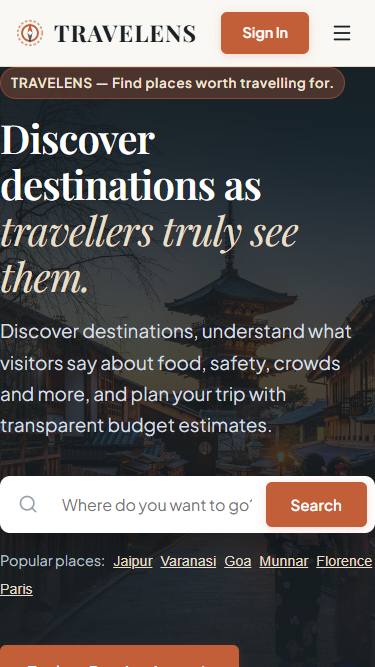 TRAVELENS
Sign In
TRAVELENS — Find places worth travelling for.
Discover
destinations as
travellers truly see
them.
Discover destinations, understand what
visitors say about food, safety, crowds
and more, and plan your trip with
transparent budget estimates.
Where do you want to go
Search
Popular places: Jaipur Varanasi Goa Munnar Florence
Paris